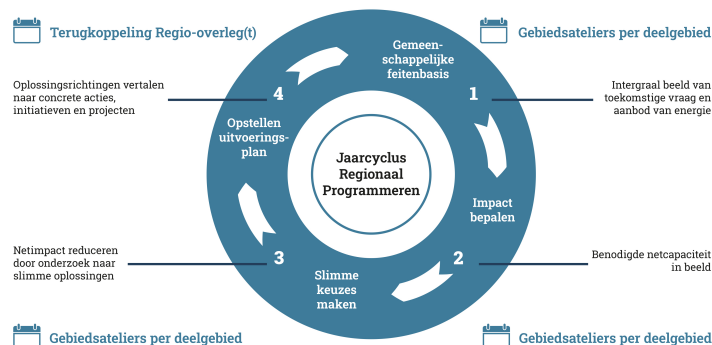 Terugkoppeling Regio-overleg(t)
Gebiedsateliers per deelgebied
Gemeen-
schappelijke
feitenbasis
Oplossingsrichtingen vertalen
naar concrete acties,
initiatieven en projecten
4
1
Intergraal beeld van
toekomstige vraag en
aanbod van energie
Opstellen
uitvoerings-
plan
Jaarcyclus
Regionaal
Programmeren
Impact
bepalen
Netimpact reduceren
door onderzoek naar
slimme oplossingen
3
2
Benodigde netcapaciteit
in beeld
Slimme
keuzes
maken
Gebiedsateliers per deelgebied
Gebiedsateliers per deelgebied